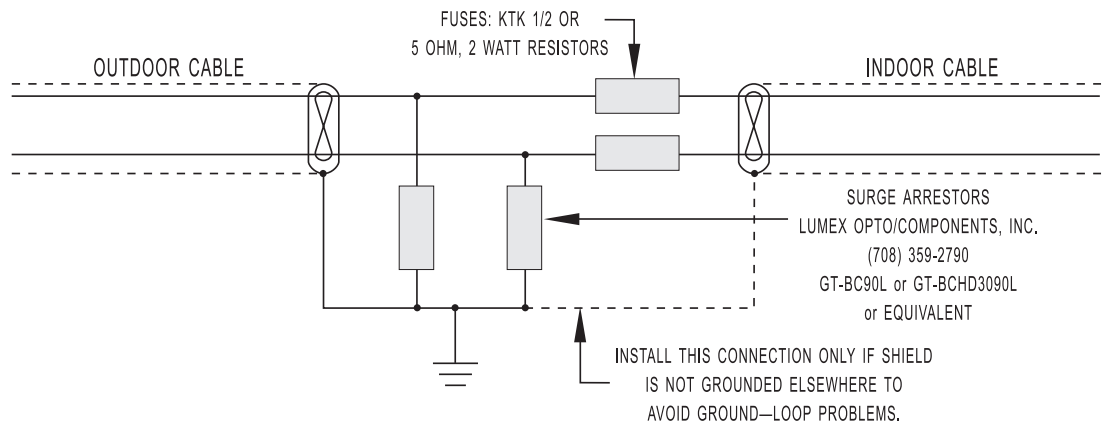 FUSES: KTK 1/2 OR
5 OHM, 2 WATT RESISTORS
OUTDOOR CABLE
INDOOR CABLE
SURGE ARRESTORS
LUMEX OPTO/COMPONENTS, INC.
(708) 359-2790
GT-BC90L or GT-BCHD3090L
or EQUIVALENT
INSTALL THIS CONNECTION ONLY IF SHIELD
IS NOT GROUNDED ELSEWHERE TO
AVOID GROUND—LOOP PROBLEMS.